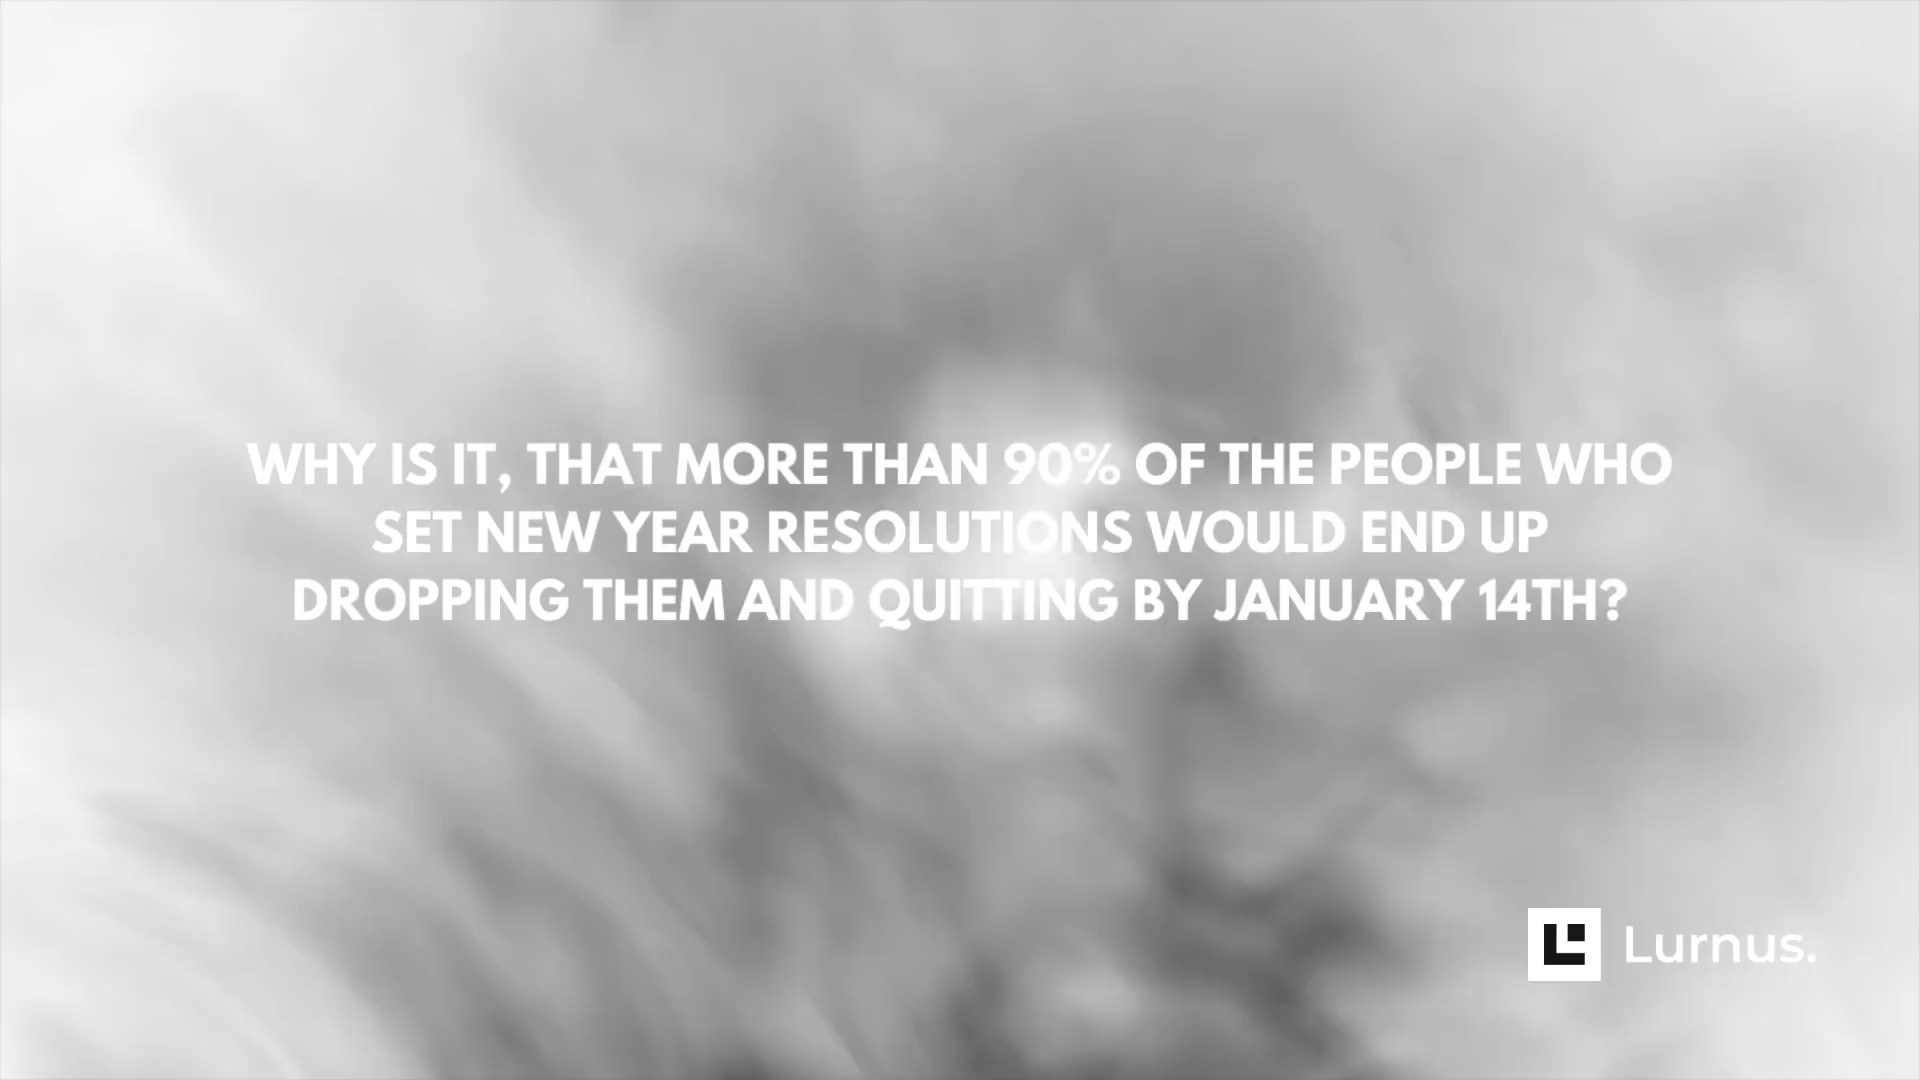 WHY IS IT, THAT MORE THAN 90% OF THE PEOPLE WHO
SET NEW YEAR RESOLUTIONS WOULD END UP
DROPPING THEM AND QUITTING BY JANUARY 14TH?
Lurnus.